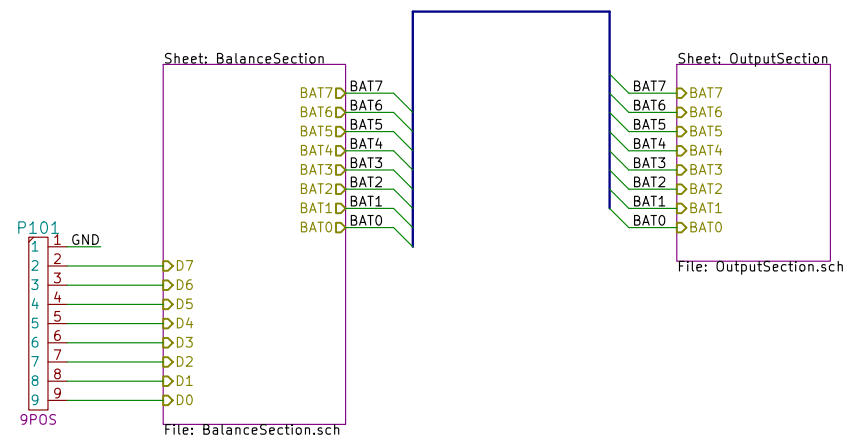 Sheet: BalanceSection
Sheet: OutputSection
BAT7 BAT7 BAT7 BAT7
BAT6 BAT6 BAT6 BAT6
BAT5 BAT5 BAT5 BAT5
BAT4 BAT4 BAT4 BAT4
BAT3 BAT3 BAT3 BAT3
BAT2 BAT2 BAT2 BAT2
BAT1 BAT1 BAT1 BAT1
BAT0 BAT0 BAT0 BAT0
P101
1 1 GND
2 2 D7
3 3 D6
4 4 D5
5 5 D4
6 6 D3
7 7 D2
8 8 D1
9 9 D0
9POS
File: BalanceSection.sch
File: OutputSection.sch